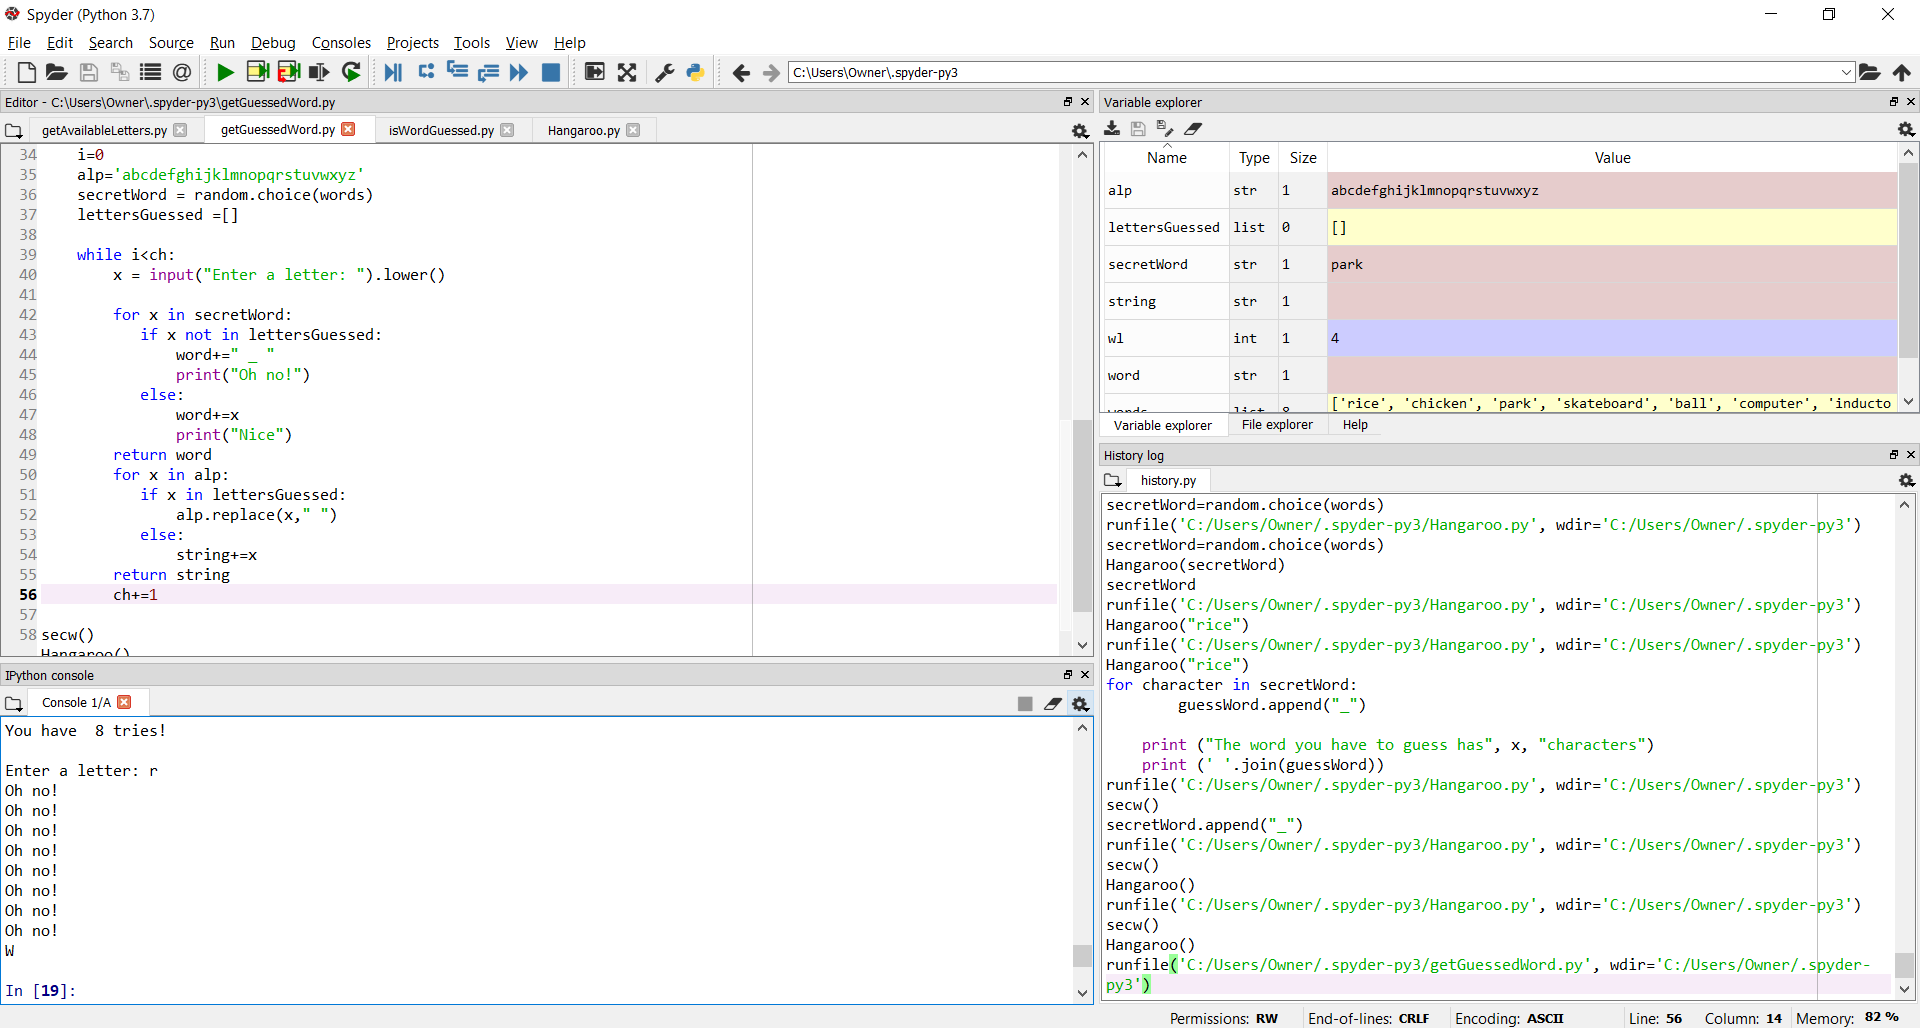 Spyder (Python 3.7)
File Edit Search Source Run Debug Consoles Projects Tools View Help
C:\Users\Owner\.spyder-py3
Editor - C:\Users\Owner\.spyder-py3\getGuessedWord.py
getAvailableLetters.py getGuessedWord.py isWordGuessed.py Hangaroo.py
34 i=0
35 alp='abcdefghijklmnopqrstuvwxyz'
36 secretWord = random.choice(words)
37 lettersGuessed =[]
38
39 while i<ch:
40 x = input("Enter a letter: ").lower()
41
42 for x in secretWord:
43 if x not in lettersGuessed:
44 word+=" _ "
45 print("Oh no!")
46 else:
47 word+=x
48 print("Nice")
49 return word
50 for x in alp:
51 if x in lettersGuessed:
52 alp.replace(x," ")
53 else:
54 string+=x
55 return string
56 ch+=1
57
58 secw()
Hangaroo()
IPython console
Console 1/A
You have  8 tries!
Enter a letter: r
Oh no!
Oh no!
Oh no!
Oh no!
Oh no!
Oh no!
Oh no!
Oh no!
W
In [19]:
Variable explorer
Name Type Size Value
alp str 1 abcdefghijklmnopqrstuvwxyz
lettersGuessed list 0 []
secretWord str 1 park
string str 1
wl int 1 4
word str 1
words list 8 ['rice', 'chicken', 'park', 'skateboard', 'ball', 'computer', 'inducto
Variable explorer File explorer Help
History log
history.py
secretWord=random.choice(words)
runfile('C:/Users/Owner/.spyder-py3/Hangaroo.py', wdir='C:/Users/Owner/.spyder-py3')
secretWord=random.choice(words)
Hangaroo(secretWord)
secretWord
runfile('C:/Users/Owner/.spyder-py3/Hangaroo.py', wdir='C:/Users/Owner/.spyder-py3')
Hangaroo("rice")
runfile('C:/Users/Owner/.spyder-py3/Hangaroo.py', wdir='C:/Users/Owner/.spyder-py3')
Hangaroo("rice")
for character in secretWord:
guessWord.append("_")
print ("The word you have to guess has", x, "characters")
print (' '.join(guessWord))
runfile('C:/Users/Owner/.spyder-py3/Hangaroo.py', wdir='C:/Users/Owner/.spyder-py3')
secw()
secretWord.append("_")
runfile('C:/Users/Owner/.spyder-py3/Hangaroo.py', wdir='C:/Users/Owner/.spyder-py3')
secw()
Hangaroo()
runfile('C:/Users/Owner/.spyder-py3/Hangaroo.py', wdir='C:/Users/Owner/.spyder-py3')
secw()
Hangaroo()
runfile('C:/Users/Owner/.spyder-py3/getGuessedWord.py', wdir='C:/Users/Owner/.spyder-
py3')
Permissions: RW End-of-lines: CRLF Encoding: ASCII Line: 56 Column: 14 Memory: 82 %